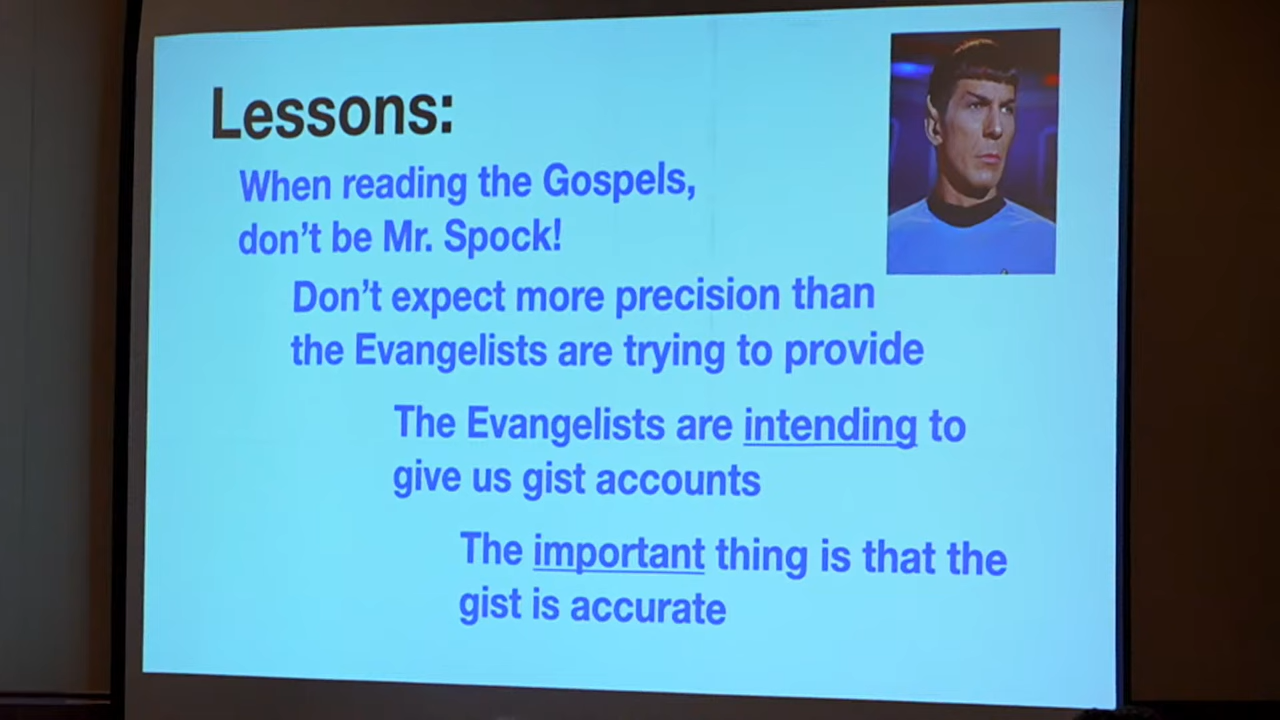 Lessons:
When reading the Gospels,
don't be Mr. Spock!
Don't expect more precision than
the Evangelists are trying to provide
The Evangelists are intending to
give us gist accounts
The important thing is that the
gist is accurate